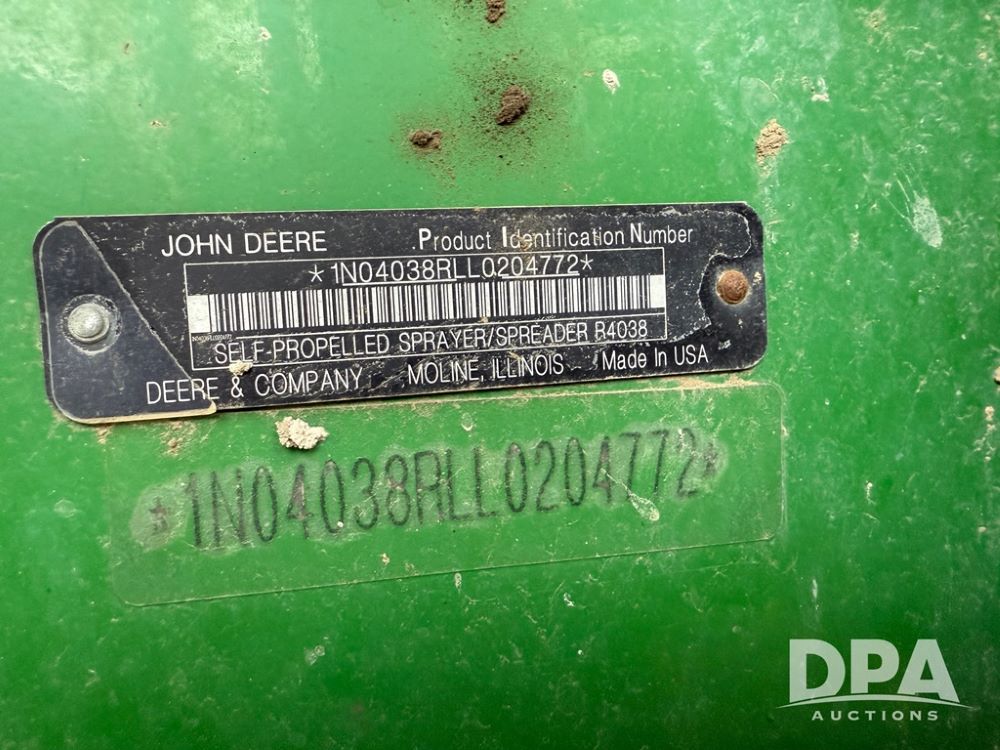 JOHN DEERE Product Identification Number
*1N04038RLL0204772*
SELF-PROPELLED SPRAYER/SPREADER R4038
DEERE & COMPANY MOLINE, ILLINOIS Made In USA
*1N04038RLL0204772*
DPA
AUCTIONS